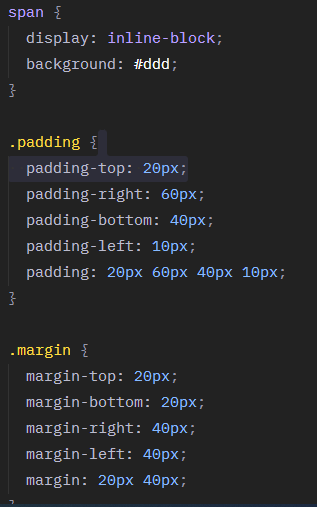 span {
display: inline-block;
background: #ddd;
}
.padding {
padding-top: 20px;
padding-right: 60px;
padding-bottom: 40px;
padding-left: 10px;
padding: 20px 60px 40px 10px;
}
.margin {
margin-top: 20px;
margin-bottom: 20px;
margin-right: 40px;
margin-left: 40px;
margin: 20px 40px;
}